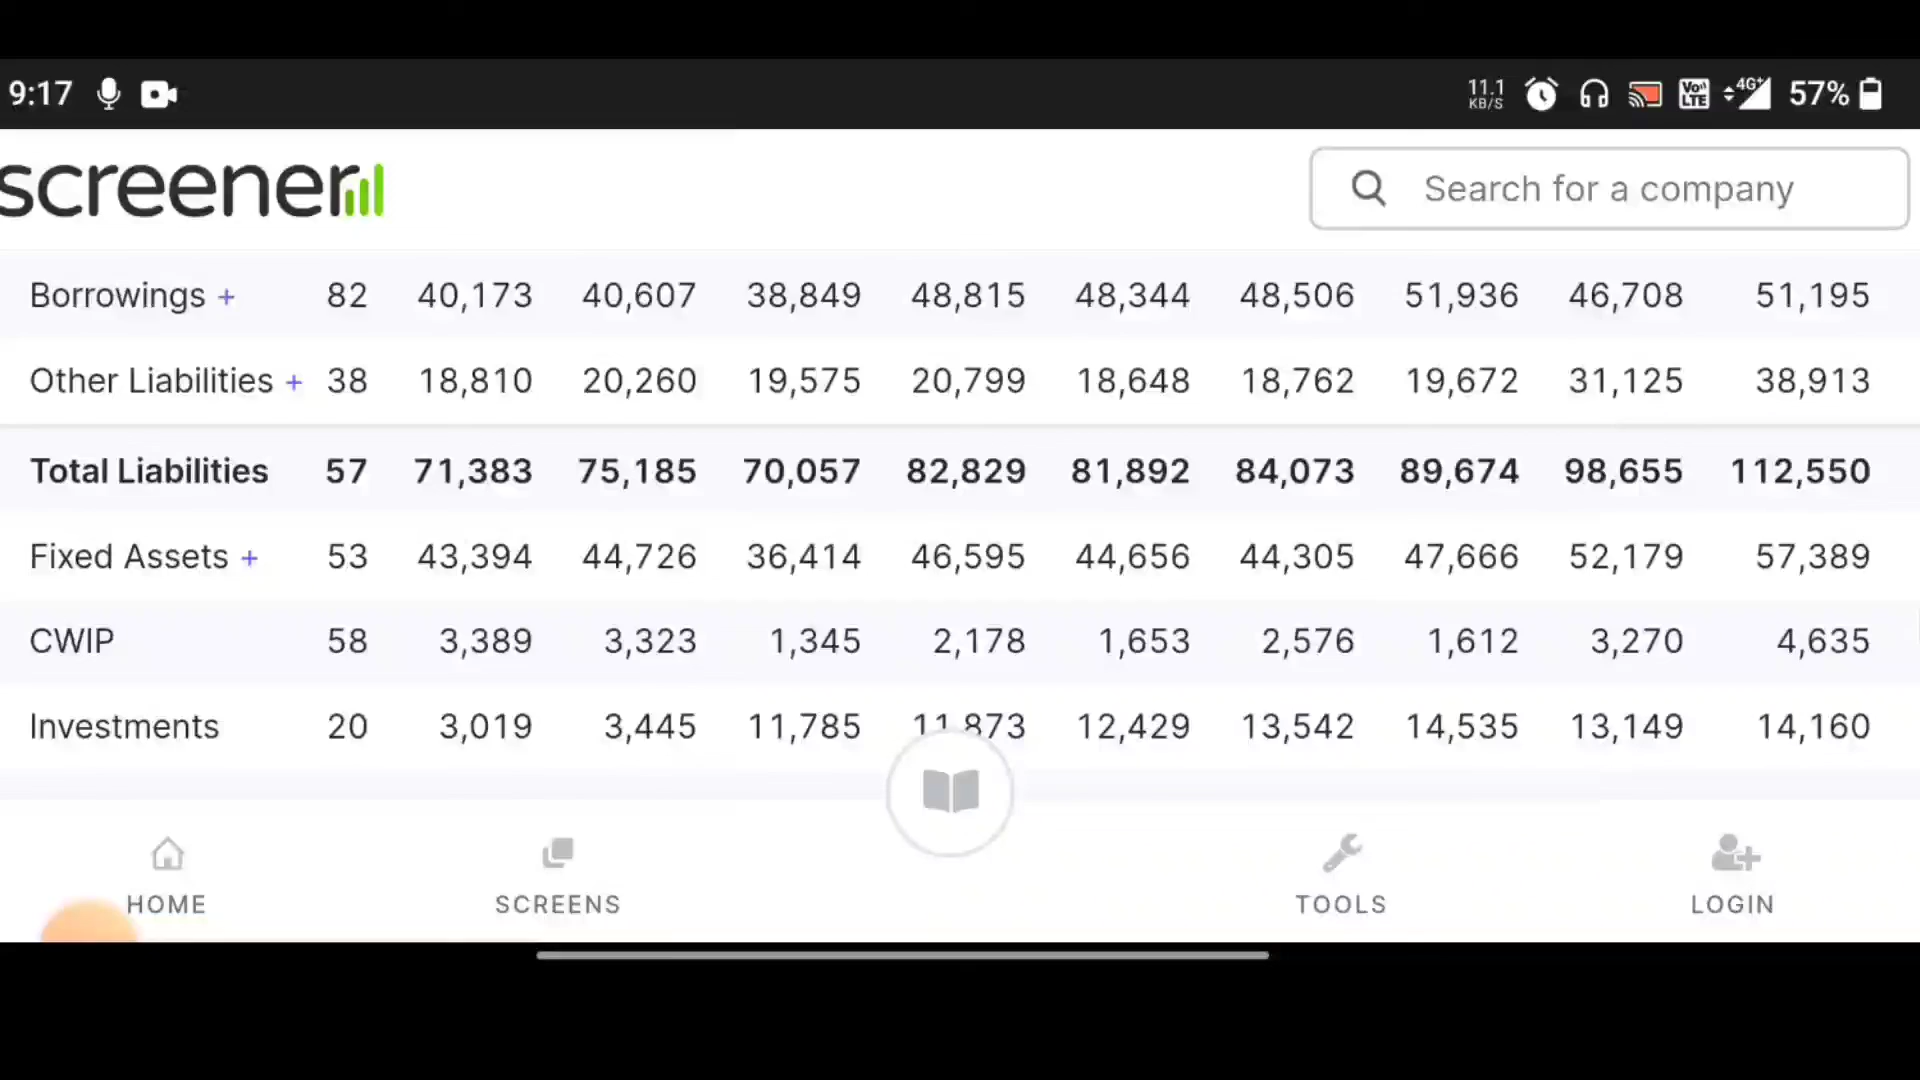 9:17 11.1 KB/S Vo)) LTE 4G+ 57%
screener Search for a company
Borrowings + 82 40,173 40,607 38,849 48,815 48,344 48,506 51,936 46,708 51,195
Other Liabilities + 38 18,810 20,260 19,575 20,799 18,648 18,762 19,672 31,125 38,913
Total Liabilities 57 71,383 75,185 70,057 82,829 81,892 84,073 89,674 98,655 112,550
Fixed Assets + 53 43,394 44,726 36,414 46,595 44,656 44,305 47,666 52,179 57,389
CWIP 58 3,389 3,323 1,345 2,178 1,653 2,576 1,612 3,270 4,635
Investments 20 3,019 3,445 11,785 11,873 12,429 13,542 14,535 13,149 14,160
HOME SCREENS TOOLS LOGIN